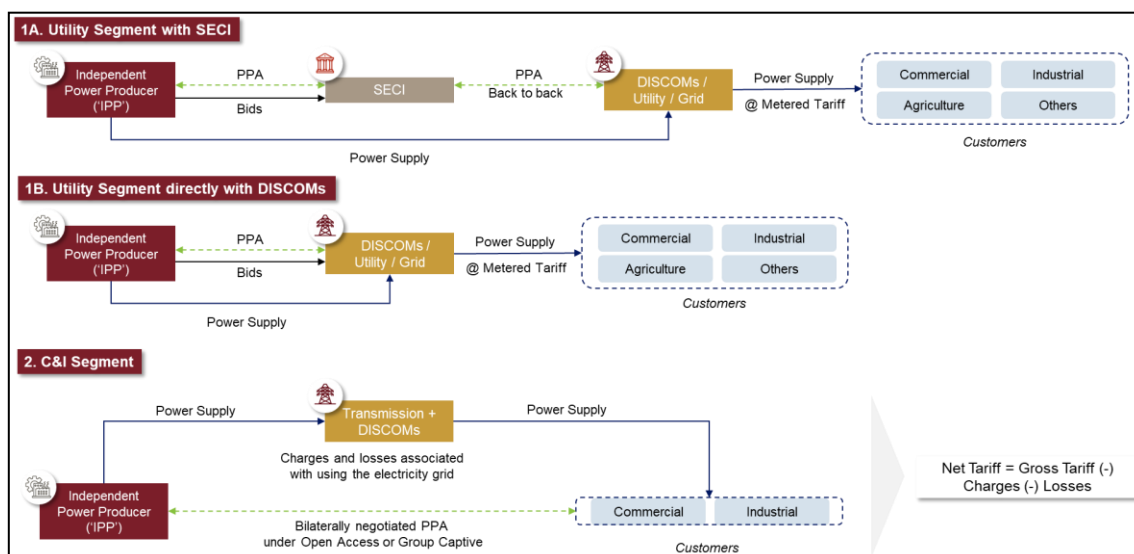 1A. Utility Segment with SECI
Independent
Power Producer
('IPP')
PPA
Bids
SECI
PPA
Back to back
DISCOMs /
Utility / Grid
Power Supply
@ Metered Tariff
Commercial
Industrial
Agriculture
Others
Customers
Power Supply
1B. Utility Segment directly with DISCOMs
Independent
Power Producer
('IPP')
PPA
Bids
DISCOMs /
Utility / Grid
Power Supply
@ Metered Tariff
Commercial
Industrial
Agriculture
Others
Customers
Power Supply
2. C&I Segment
Power Supply
Transmission +
DISCOMs
Power Supply
Charges and losses associated
with using the electricity grid
Independent
Power Producer
('IPP')
Bilaterally negotiated PPA
under Open Access or Group Captive
Commercial
Industrial
Customers
Net Tariff = Gross Tariff (-)
Charges (-) Losses